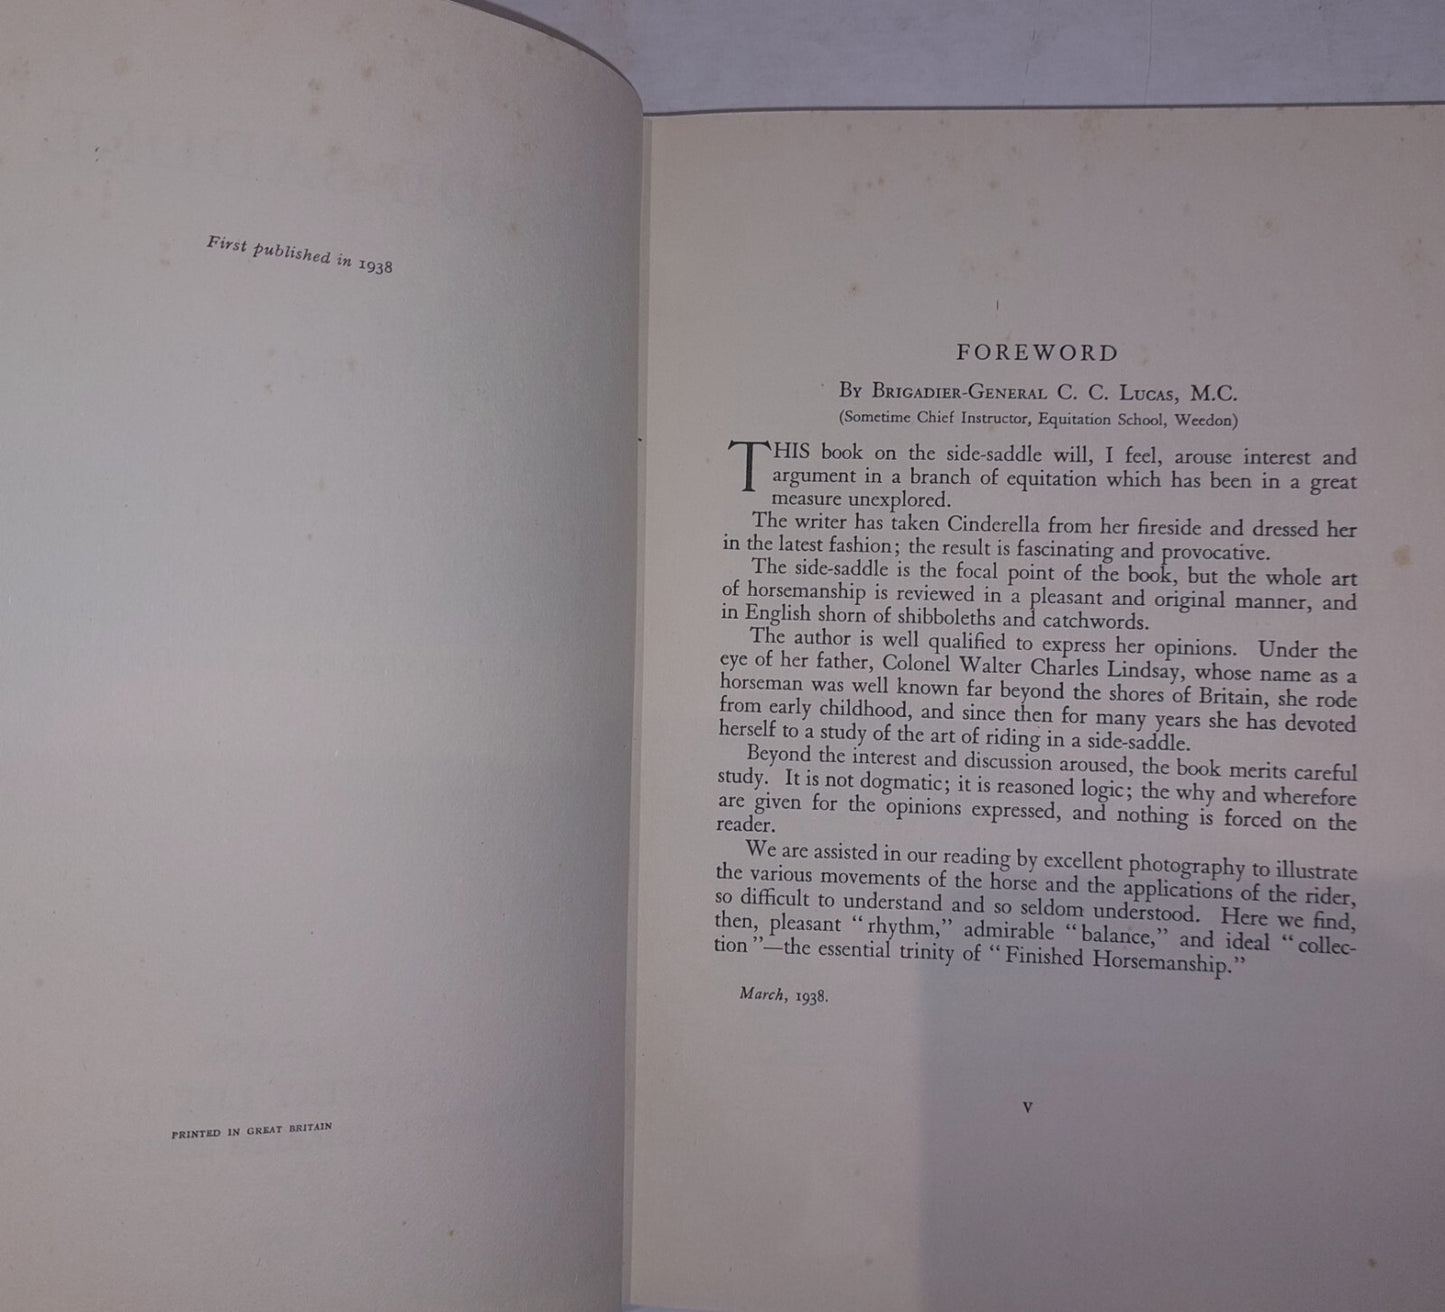 First published in 1938
PRINTED IN GREAT BRITAIN
FOREWORD
By Brigadier-General C. C. Lucas, M.C.
(Sometime Chief Instructor, Equitation School, Weedon)
THIS book on the side-saddle will, I feel, arouse interest and
argument in a branch of equitation which has been in a great
measure unexplored.
The writer has taken Cinderella from her fireside and dressed her
in the latest fashion; the result is fascinating and provocative.
The side-saddle is the focal point of the book, but the whole art
of horsemanship is reviewed in a pleasant and original manner, and
in English shorn of shibboleths and catchwords.
The author is well qualified to express her opinions. Under the
eye of her father, Colonel Walter Charles Lindsay, whose name as a
horseman was well known far beyond the shores of Britain, she rode
from early childhood, and since then for many years she has devoted
herself to a study of the art of riding in a side-saddle.
Beyond the interest and discussion aroused, the book merits careful
study. It is not dogmatic; it is reasoned logic; the why and wherefore
are given for the opinions expressed, and nothing is forced on the
reader.
We are assisted in our reading by excellent photography to illustrate
the various movements of the horse and the applications of the rider,
so difficult to understand and so seldom understood. Here we find,
then, pleasant "rhythm," admirable "balance," and ideal "collec-
tion"—the essential trinity of "Finished Horsemanship."
March, 1938.
v